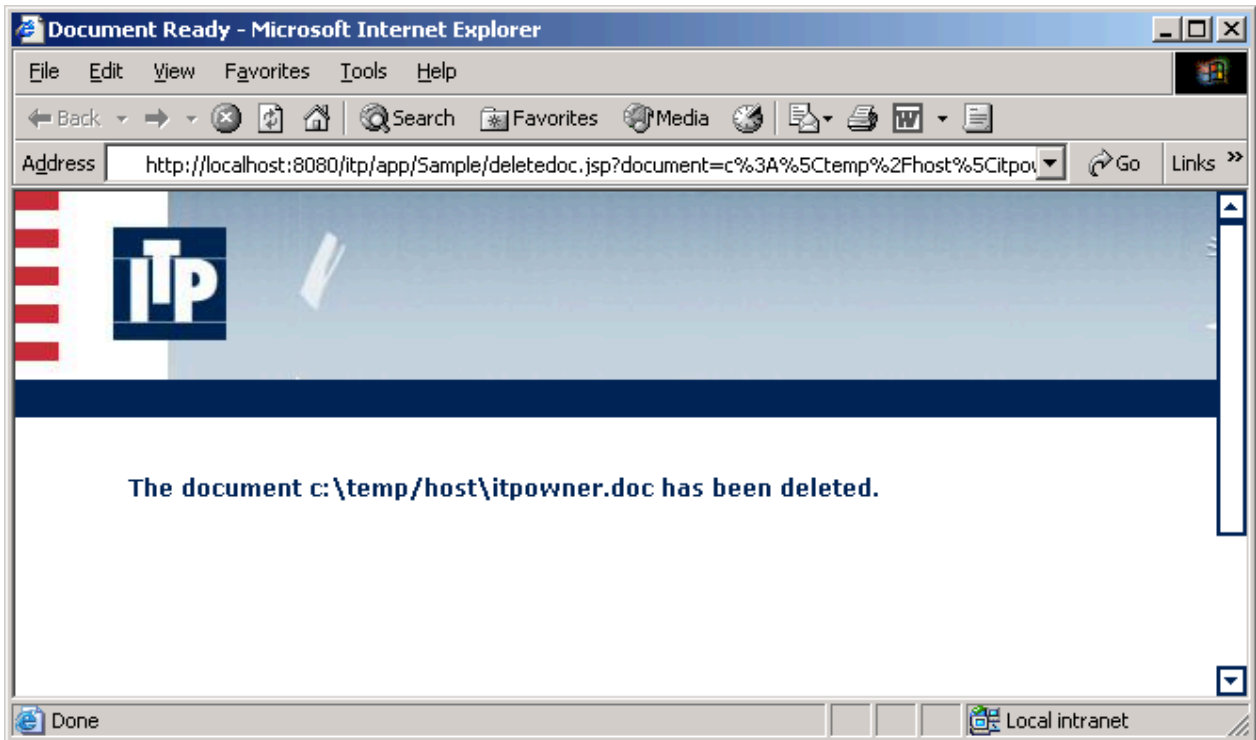 Document Ready - Microsoft Internet Explorer
File Edit View Favorites Tools Help
Back Search Favorites Media
Address http://localhost:8080/itp/app/Sample/deletedoc.jsp?document=c%3A%5Ctemp%2Fhost%5Citpow Go Links »
ITP
The document c:\temp/host\itpowner.doc has been deleted.
Done Local intranet